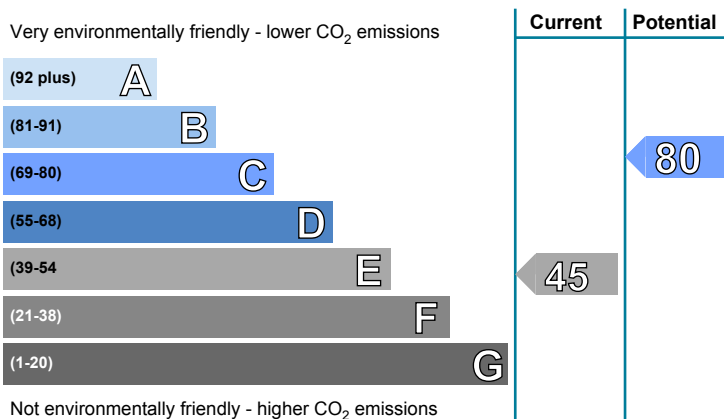 Current Potential
Very environmentally friendly - lower CO2 emissions
(92 plus) A
(81-91) B
80
(69-80) C
(55-68) D
(39-54 E
45
(21-38) F
(1-20) G
Not environmentally friendly - higher CO2 emissions